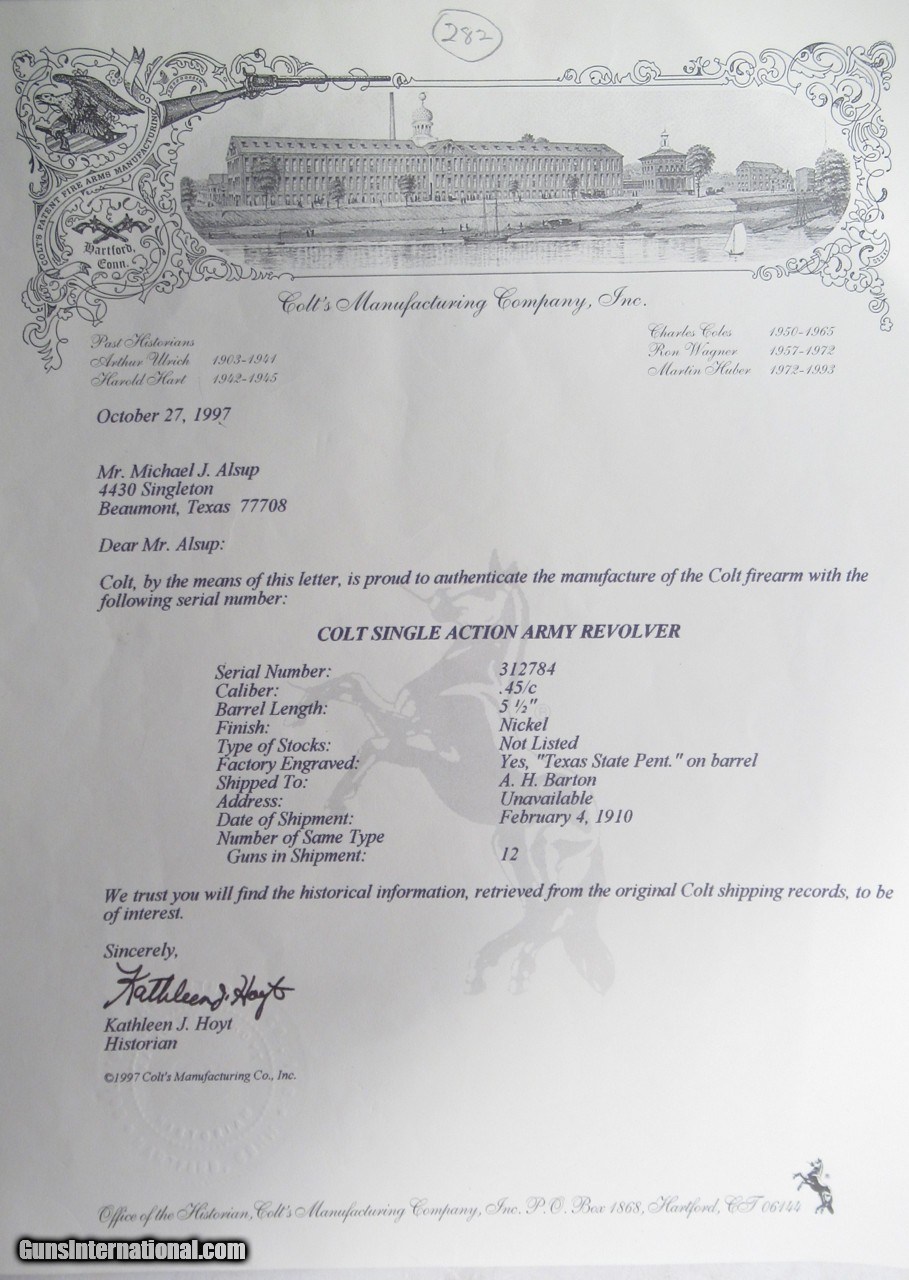 282
COLT'S PATENT FIRE ARMS MANUFACTURING CO
Hartford,
Conn.
Colt's Manufacturing Company, Inc.
Past Historians
Arthur Ulrich 1903-1941
Harold Hart 1942-1945
Charles Coles 1950-1965
Ron Wagner 1957-1972
Martin Huber 1972-1993
October 27, 1997
Mr. Michael J. Alsup
4430 Singleton
Beaumont, Texas 77708
Dear Mr. Alsup:
Colt, by the means of this letter, is proud to authenticate the manufacture of the Colt firearm with the
following serial number:
COLT SINGLE ACTION ARMY REVOLVER
Serial Number: 312784
Caliber: .45/c
Barrel Length: 5 ½"
Finish: Nickel
Type of Stocks: Not Listed
Factory Engraved: Yes, "Texas State Pent." on barrel
Shipped To: A. H. Barton
Address: Unavailable
Date of Shipment: February 4, 1910
Number of Same Type
Guns in Shipment: 12
We trust you will find the historical information, retrieved from the original Colt shipping records, to be
of interest.
Sincerely,
Kathleen J. Hoyt
Kathleen J. Hoyt
Historian
©1997 Colt's Manufacturing Co., Inc.
Office of the Historian, Colt's Manufacturing Company, Inc. P.O. Box 1868, Hartford, CT 06144
GunsInternational.com